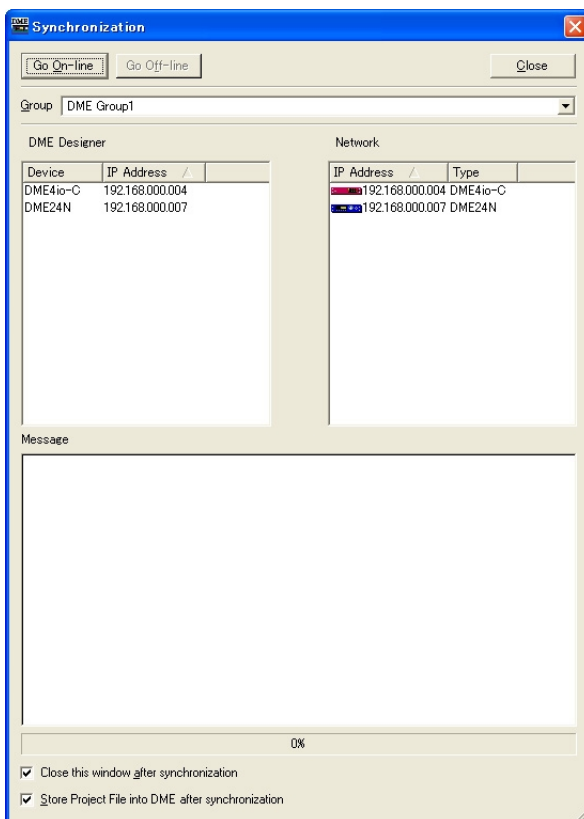 DME
Synchronization
Go On-line Go Off-line Close
Group DME Group1
DME Designer Network
Device IP Address IP Address Type
DME4io-C 192.168.000.004 192.168.000.004 DME4io-C
DME24N 192.168.000.007 192.168.000.007 DME24N
Message
0%
Close this window after synchronization
Store Project File into DME after synchronization